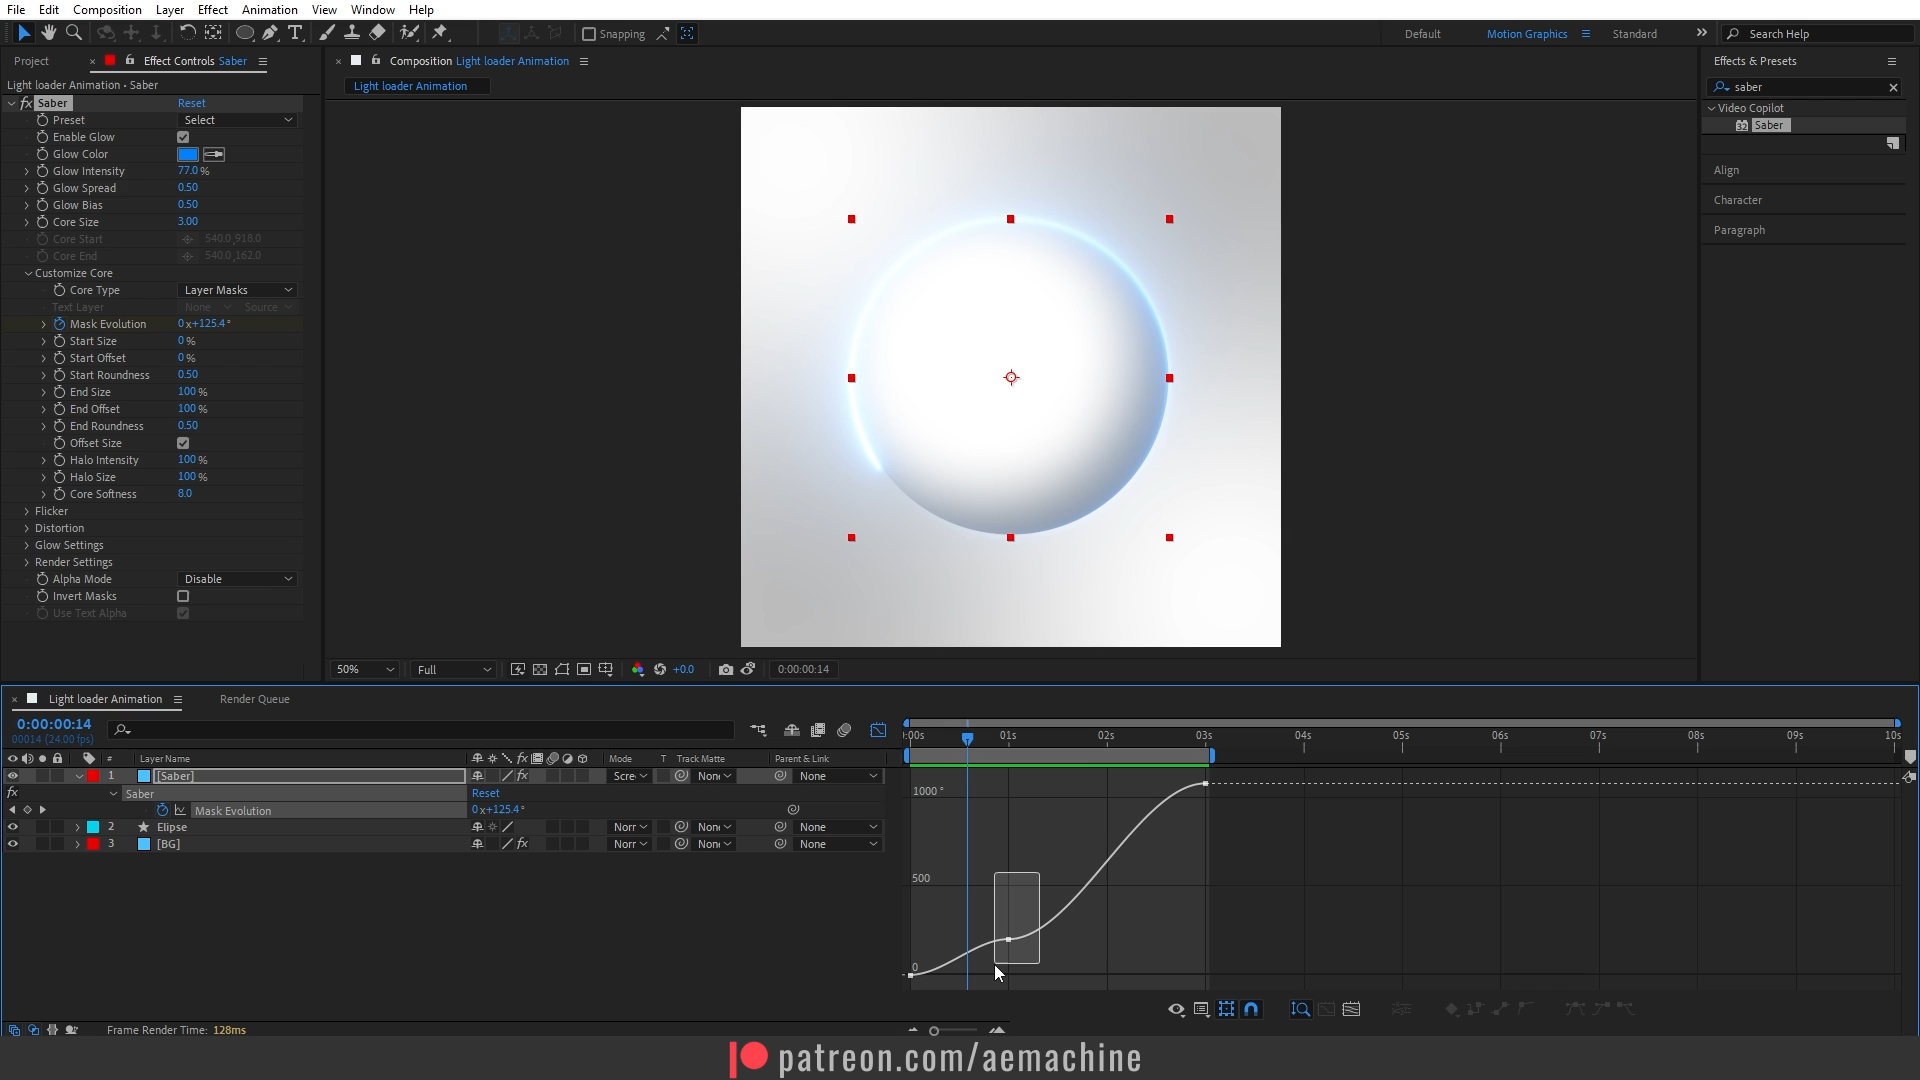 File Edit Composition Layer Effect Animation View Window Help
Snapping
Default Motion Graphics Standard Search Help
Project Effect Controls Saber
Composition Light loader Animation
Light loader Animation • Saber
Light loader Animation
fx Saber Reset
Preset Select
Enable Glow
Glow Color
Glow Intensity 77.0 %
Glow Spread 0.50
Glow Bias 0.50
Core Size 3.00
Core Start 540.0,918.0
Core End 540.0,162.0
Customize Core
Core Type Layer Masks
Text Layer None Source
Mask Evolution 0x+125.4°
Start Size 0 %
Start Offset 0 %
Start Roundness 0.50
End Size 100 %
End Offset 100 %
End Roundness 0.50
Offset Size
Halo Intensity 100 %
Halo Size 100 %
Core Softness 8.0
Flicker
Distortion
Glow Settings
Render Settings
Alpha Mode Disable
Invert Masks
Use Text Alpha
50% Full +0.0 0:00:00:14
Effects & Presets
saber
Video Copilot
32 Saber
Align
Character
Paragraph
Light loader Animation Render Queue
0:00:00:14
00014 (24.00 fps)
# Layer Name fx Mode T Track Matte Parent & Link
1 [Saber] fx Scre None None
fx Saber Reset
Mask Evolution 0x+125.4°
2 Elipse Norr None None
3 [BG] fx Norr None None
Frame Render Time: 128ms
:00s 01s 02s 03s 04s 05s 06s 07s 08s 09s 10s
1000 °
500
0
patreon.com/aemachine